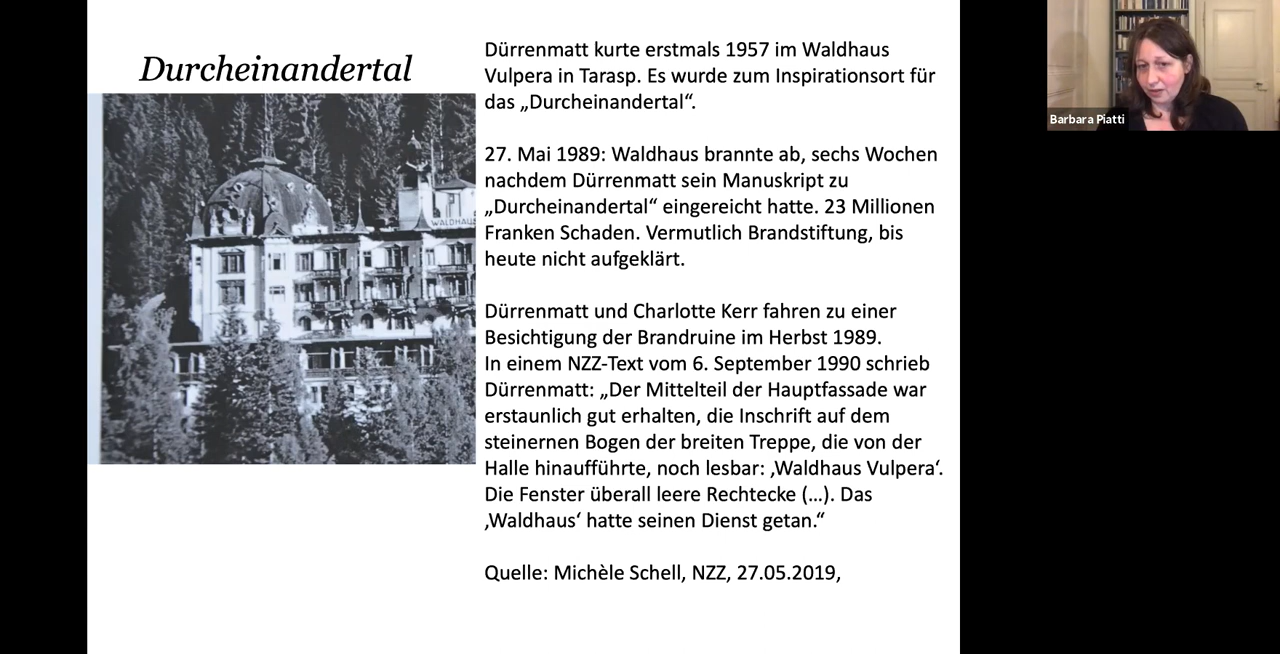 Durcheinandertal
WALDHAUS
Dürrenmatt kurte erstmals 1957 im Waldhaus
Vulpera in Tarasp. Es wurde zum Inspirationsort für
das „Durcheinandertal“.
27. Mai 1989: Waldhaus brannte ab, sechs Wochen
nachdem Dürrenmatt sein Manuskript zu
„Durcheinandertal“ eingereicht hatte. 23 Millionen
Franken Schaden. Vermutlich Brandstiftung, bis
heute nicht aufgeklärt.
Dürrenmatt und Charlotte Kerr fahren zu einer
Besichtigung der Brandruine im Herbst 1989.
In einem NZZ-Text vom 6. September 1990 schrieb
Dürrenmatt: „Der Mittelteil der Hauptfassade war
erstaunlich gut erhalten, die Inschrift auf dem
steinernen Bogen der breiten Treppe, die von der
Halle hinaufführte, noch lesbar: ‚Waldhaus Vulpera‘.
Die Fenster überall leere Rechtecke (…). Das
‚Waldhaus‘ hatte seinen Dienst getan.“
Quelle: Michèle Schell, NZZ, 27.05.2019,
Barbara Piatti